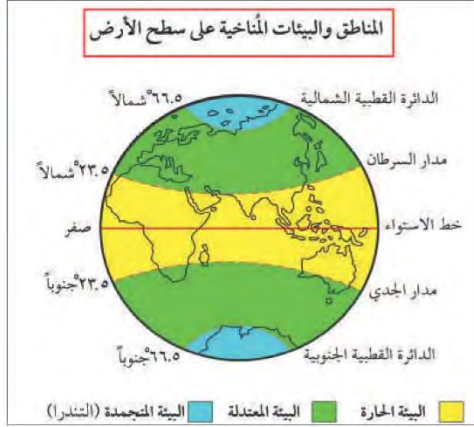 المناطق والبيئات المُناخية على سطح الأرض
الدائرة القطبية الشمالية
٦٦.٥° شمالاً
مدار السرطان
٢٣.٥° شمالاً
خط الاستواء
صفر
مدار الجدي
٢٣.٥° جنوباً
الدائرة القطبية الجنوبية
٦٦.٥° جنوباً
البيئة الحارة
البيئة المعتدلة
البيئة المتجمدة (التندرا)